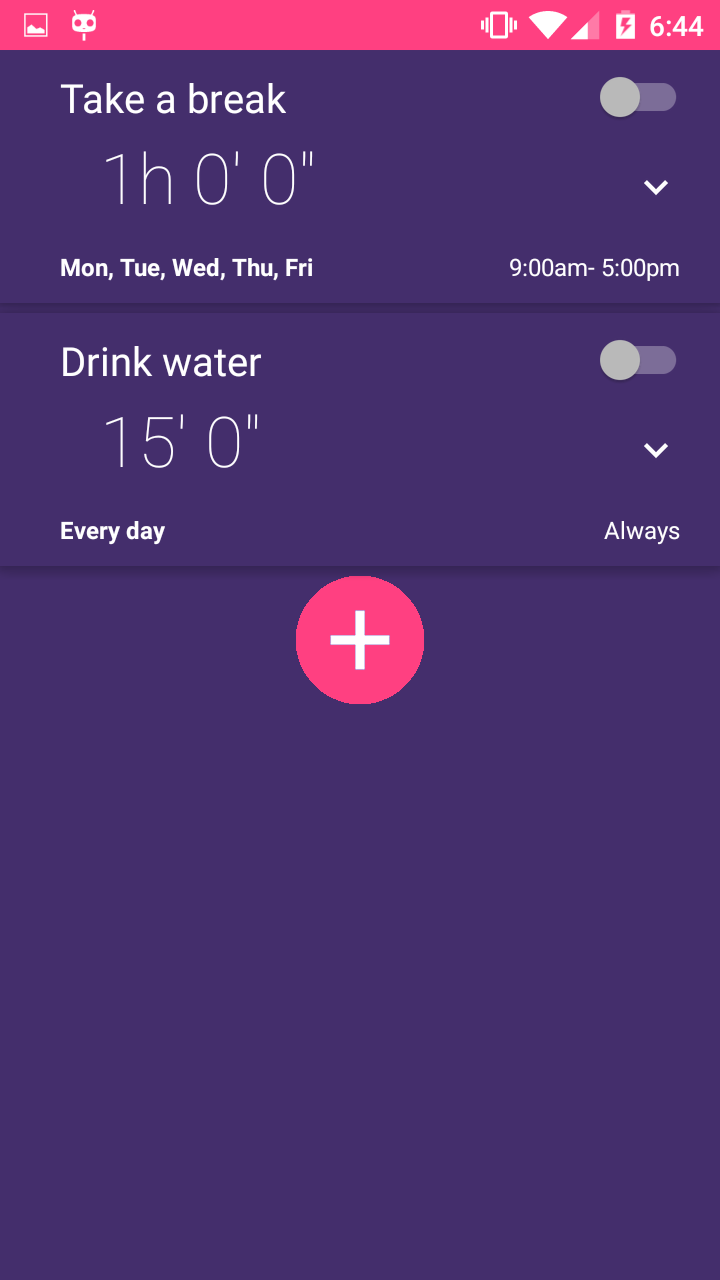 6:44
Take a break
1h 0' 0"
Mon, Tue, Wed, Thu, Fri 9:00am- 5:00pm
Drink water
15' 0"
Every day Always